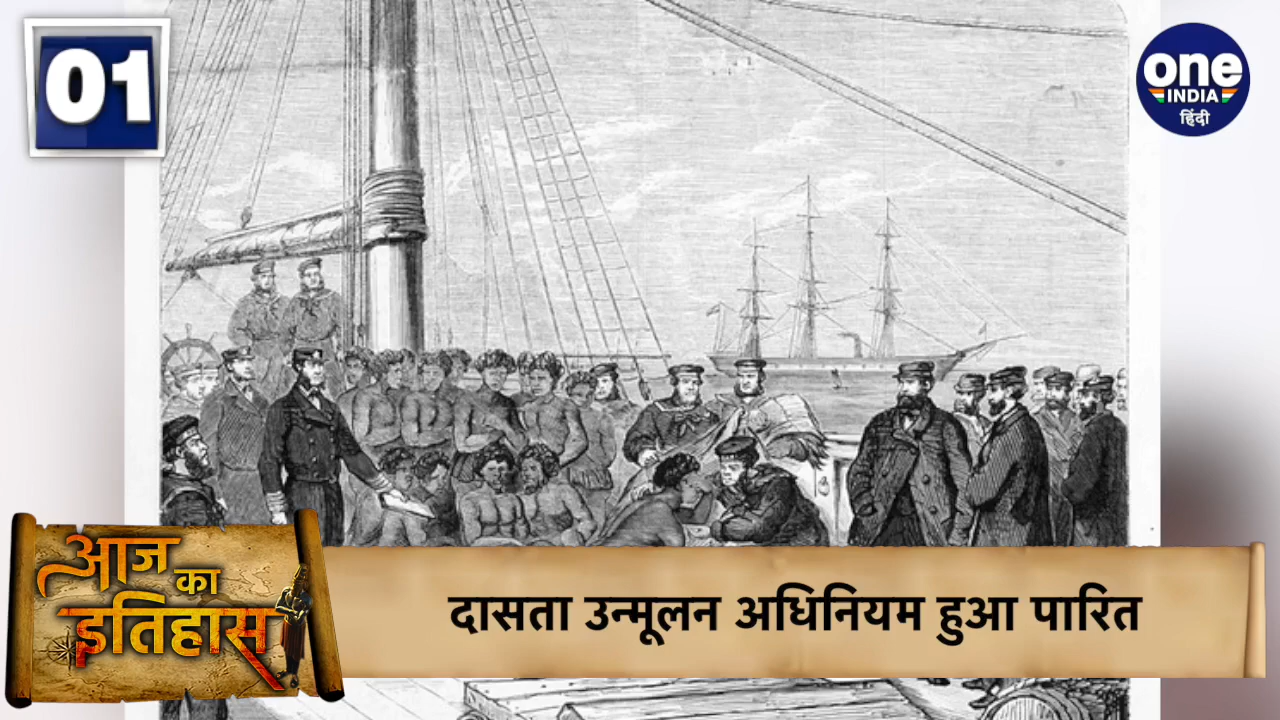 01
one
INDIA
हिंदी
आज
का
इतिहास
दासता उन्मूलन अधिनियम हुआ पारित